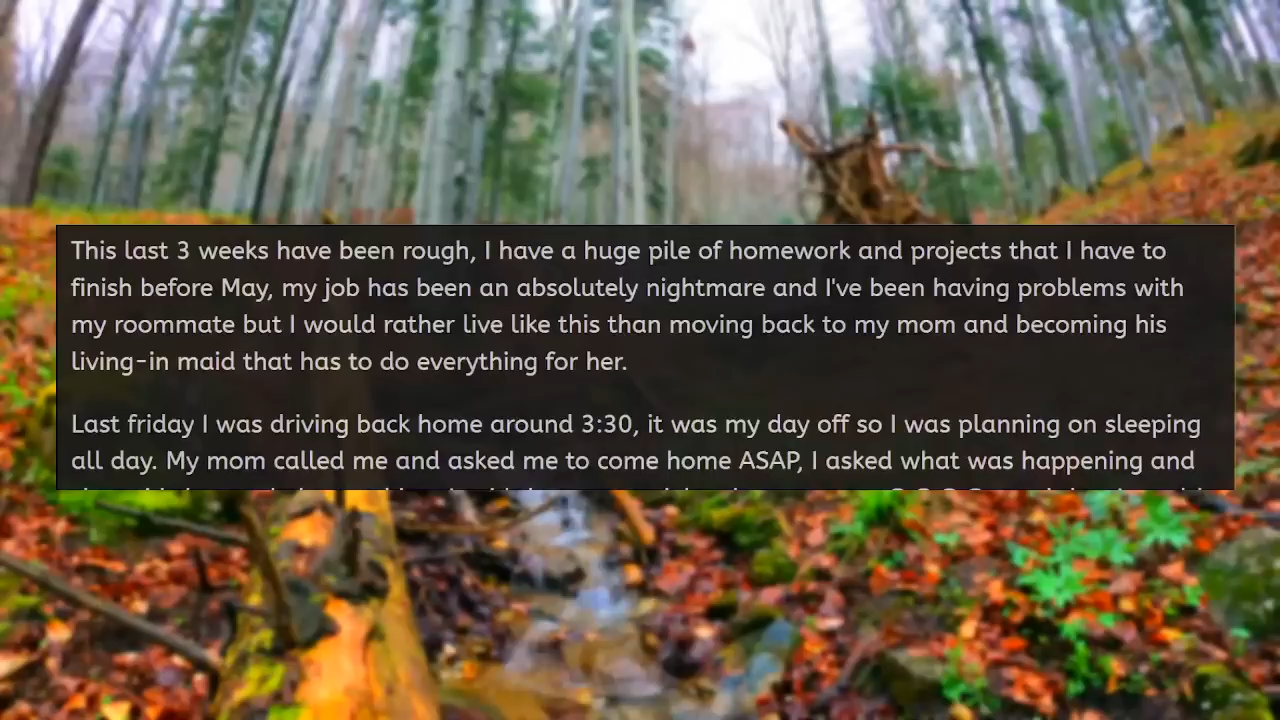 This last 3 weeks have been rough, I have a huge pile of homework and projects that I have to
finish before May, my job has been an absolutely nightmare and I've been having problems with
my roommate but I would rather live like this than moving back to my mom and becoming his
living-in maid that has to do everything for her.
Last friday I was driving back home around 3:30, it was my day off so I was planning on sleeping
all day. My mom called me and asked me to come home ASAP, I asked what was happening and